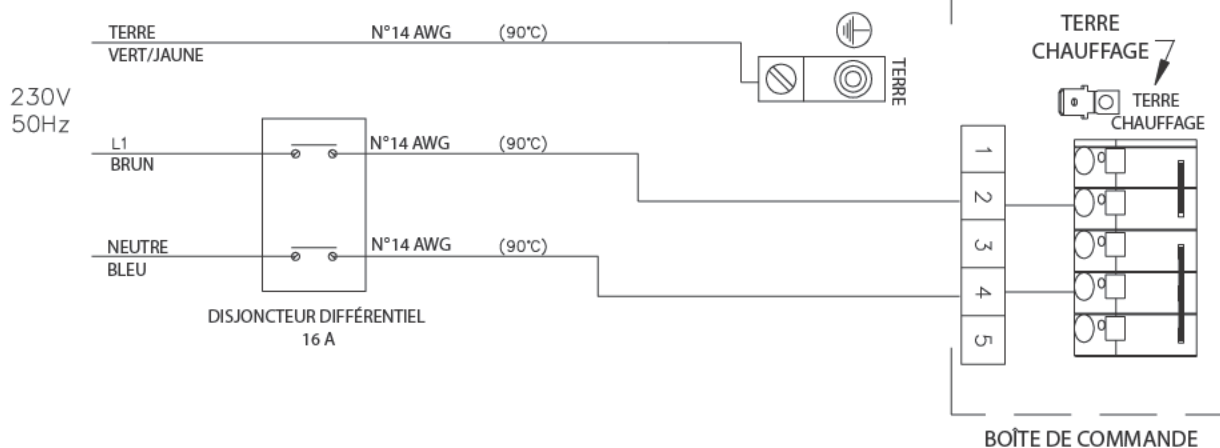 TERRE
VERT/JAUNE
N°14 AWG (90°C)
TERRE
TERRE
CHAUFFAGE
TERRE
CHAUFFAGE
230V
50Hz
L1
BRUN
N°14 AWG (90°C)
NEUTRE
BLEU
N°14 AWG (90°C)
DISJONCTEUR DIFFÉRENTIEL
16 A
1
2
3
4
5
BOÎTE DE COMMANDE